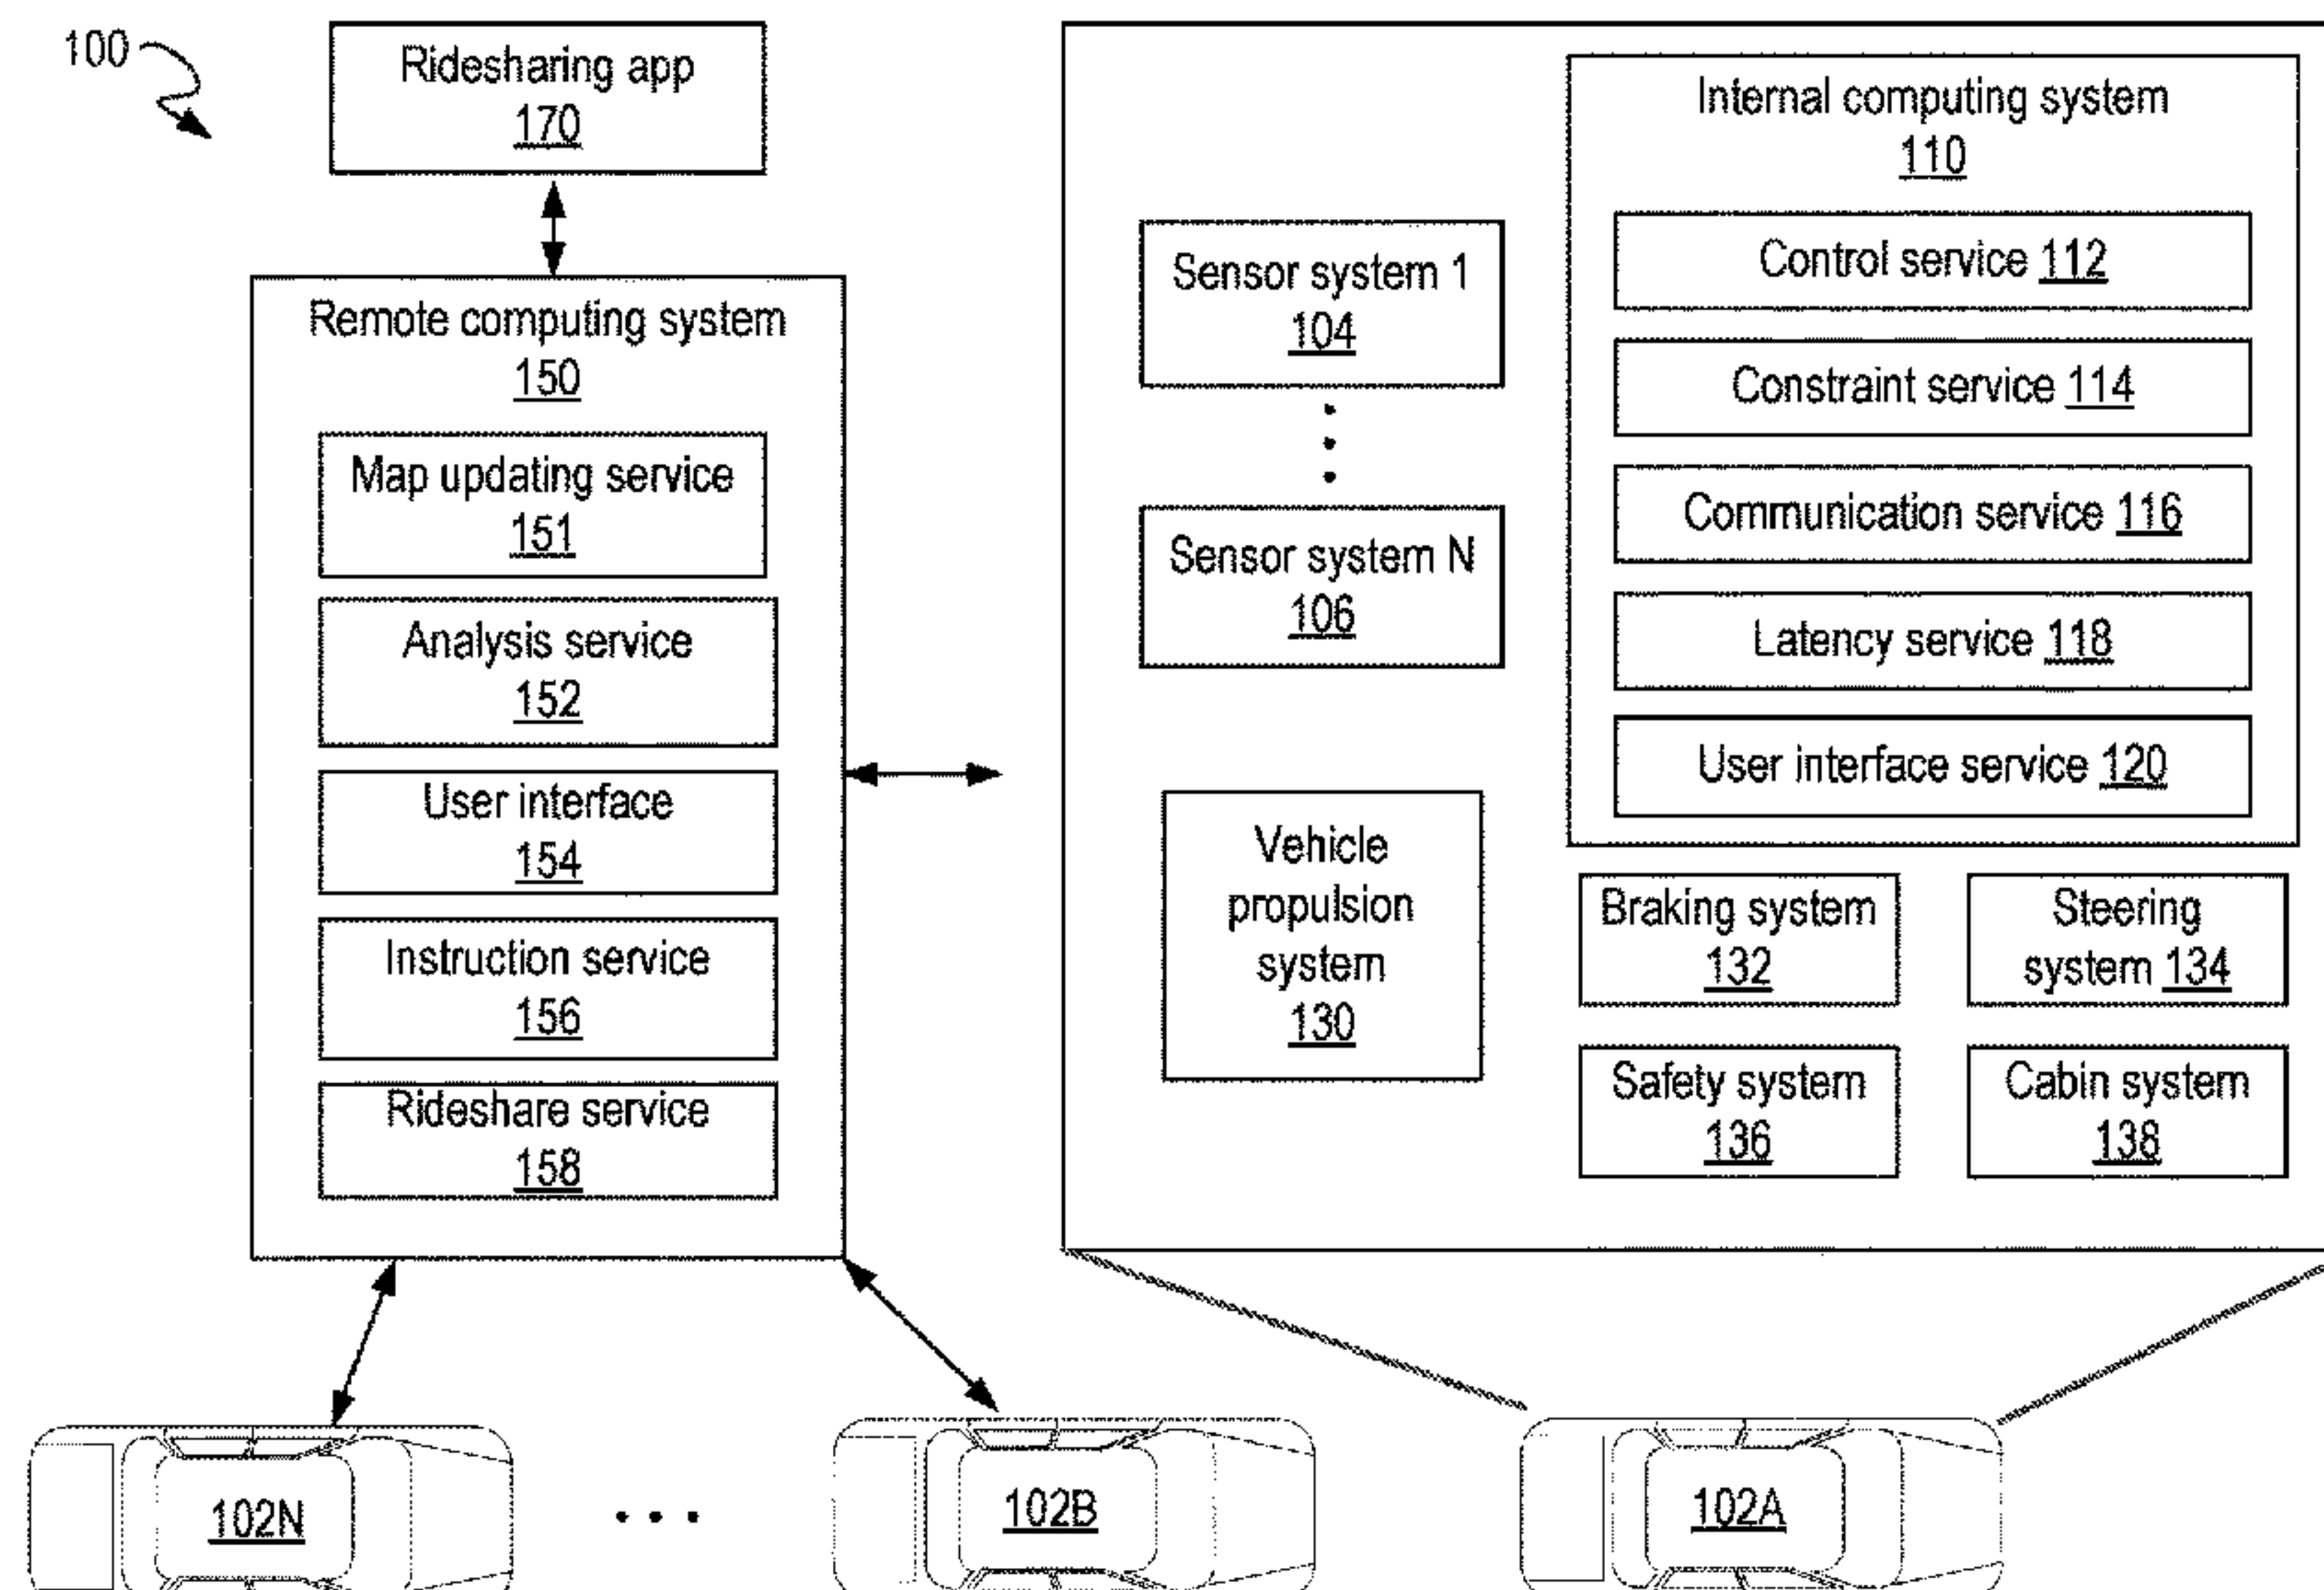 100
Ridesharing app
170
Remote computing system
150
Map updating service
151
Analysis service
152
User interface
154
Instruction service
156
Rideshare service
158
Sensor system 1
104
Sensor system N
106
Vehicle
propulsion
system
130
Internal computing system
110
Control service 112
Constraint service 114
Communication service 116
Latency service 118
User interface service 120
Braking system
132
Steering
system 134
Safety system
136
Cabin system
138
102N
102B
102A